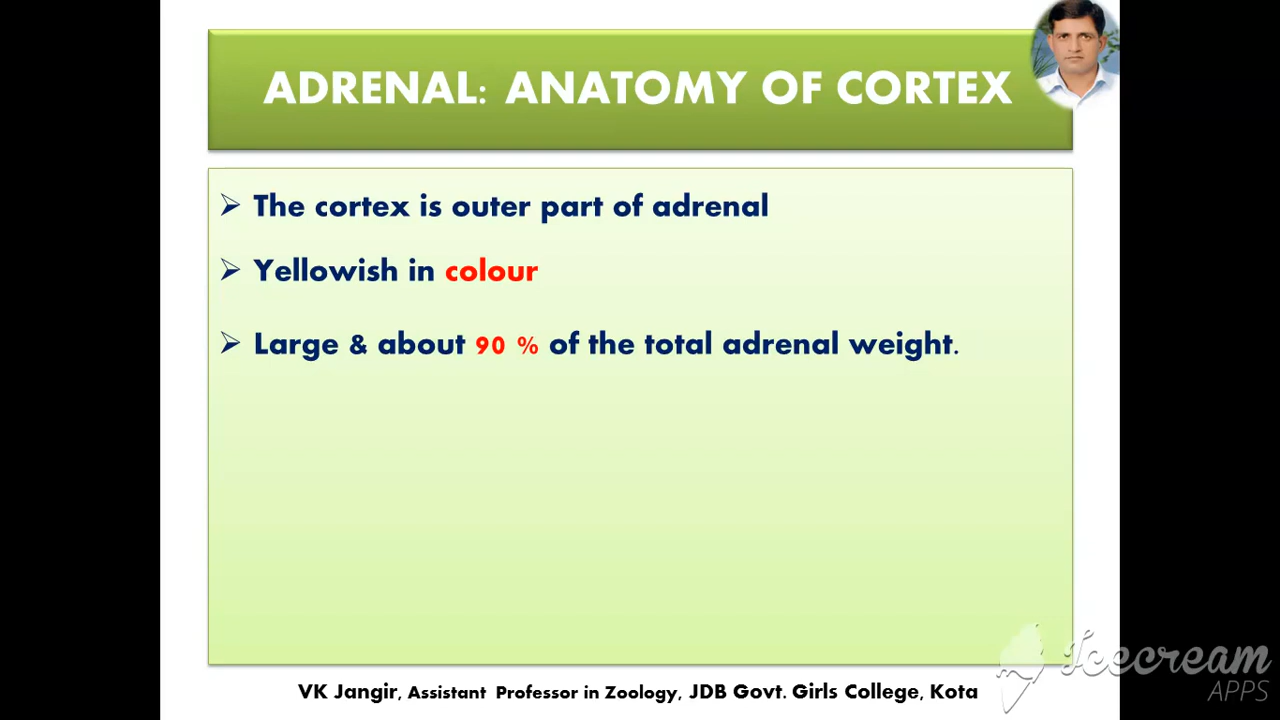 ADRENAL: ANATOMY OF CORTEX
The cortex is outer part of adrenal
Yellowish in colour
Large & about 90 % of the total adrenal weight.
Icecream
APPS
VK Jangir, Assistant Professor in Zoology, JDB Govt. Girls College, Kota